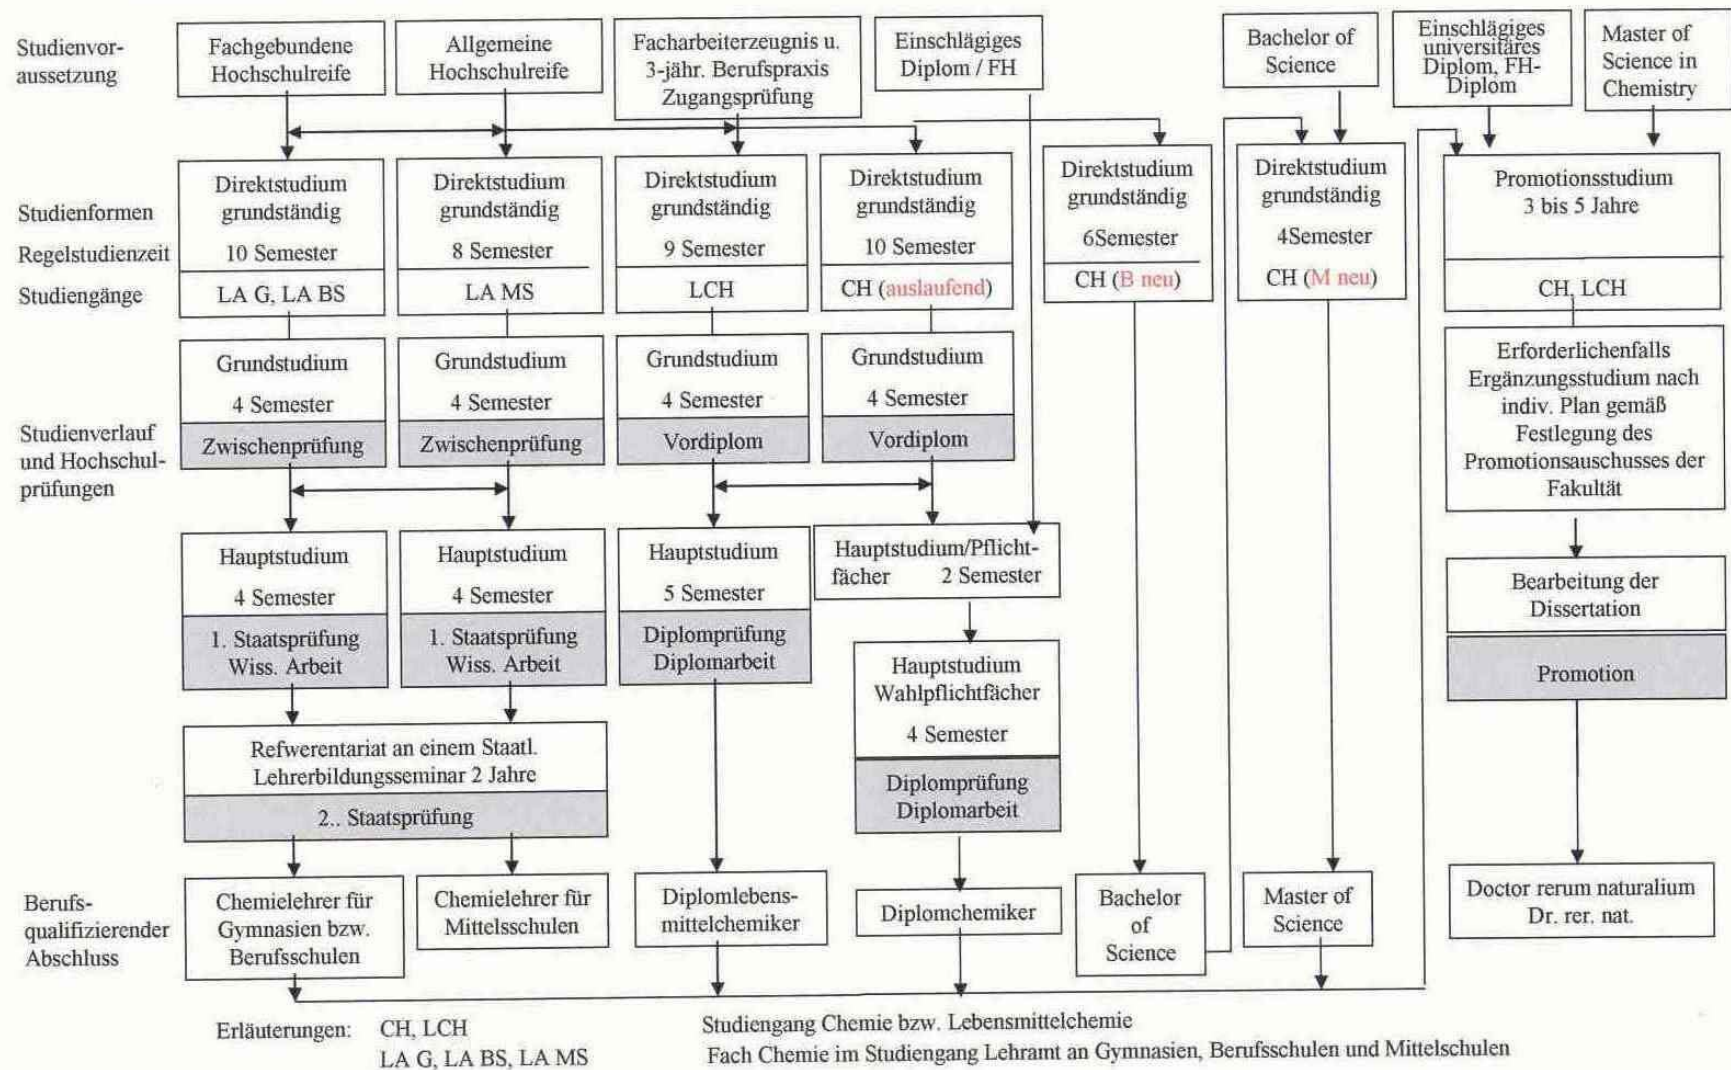 Studienvor-
aussetzung
Fachgebundene
Hochschulreife
Allgemeine
Hochschulreife
Facharbeiterzeugnis u.
3-jähr. Berufspraxis
Zugangsprüfung
Einschlägiges
Diplom / FH
Bachelor of
Science
Einschlägiges
universitäres
Diplom, FH-
Diplom
Master of
Science in
Chemistry
Studienformen
Regelstudienzeit
Studiengänge
Direktstudium
grundständig
10 Semester
LA G, LA BS
Direktstudium
grundständig
8 Semester
LA MS
Direktstudium
grundständig
9 Semester
LCH
Direktstudium
grundständig
10 Semester
CH (auslaufend)
Direktstudium
grundständig
6Semester
CH (B neu)
Direktstudium
grundständig
4Semester
CH (M neu)
Promotionsstudium
3 bis 5 Jahre
CH, LCH
Studienverlauf
und Hochschul-
prüfungen
Grundstudium
4 Semester
Zwischenprüfung
Grundstudium
4 Semester
Zwischenprüfung
Grundstudium
4 Semester
Vordiplom
Grundstudium
4 Semester
Vordiplom
Erforderlichenfalls
Ergänzungsstudium nach
indiv. Plan gemäß
Festlegung des
Promotionsauschusses der
Fakultät
Hauptstudium
4 Semester
1. Staatsprüfung
Wiss. Arbeit
Hauptstudium
4 Semester
1. Staatsprüfung
Wiss. Arbeit
Hauptstudium
5 Semester
Diplomprüfung
Diplomarbeit
Hauptstudium/Pflicht-
fächer 2 Semester
Hauptstudium
Wahlpflichtfächer
4 Semester
Diplomprüfung
Diplomarbeit
Bearbeitung der
Dissertation
Promotion
Refwerentariat an einem Staatl.
Lehrerbildungsseminar 2 Jahre
2.. Staatsprüfung
Berufs-
qualifizierender
Abschluss
Chemielehrer für
Gymnasien bzw.
Berufsschulen
Chemielehrer für
Mittelsschulen
Diplomlebens-
mittelchemiker
Diplomchemiker
Bachelor
of
Science
Master of
Science
Doctor rerum naturalium
Dr. rer. nat.
Erläuterungen: CH, LCH Studiengang Chemie bzw. Lebensmittelchemie
LA G, LA BS, LA MS Fach Chemie im Studiengang Lehramt an Gymnasien, Berufsschulen und Mittelschulen